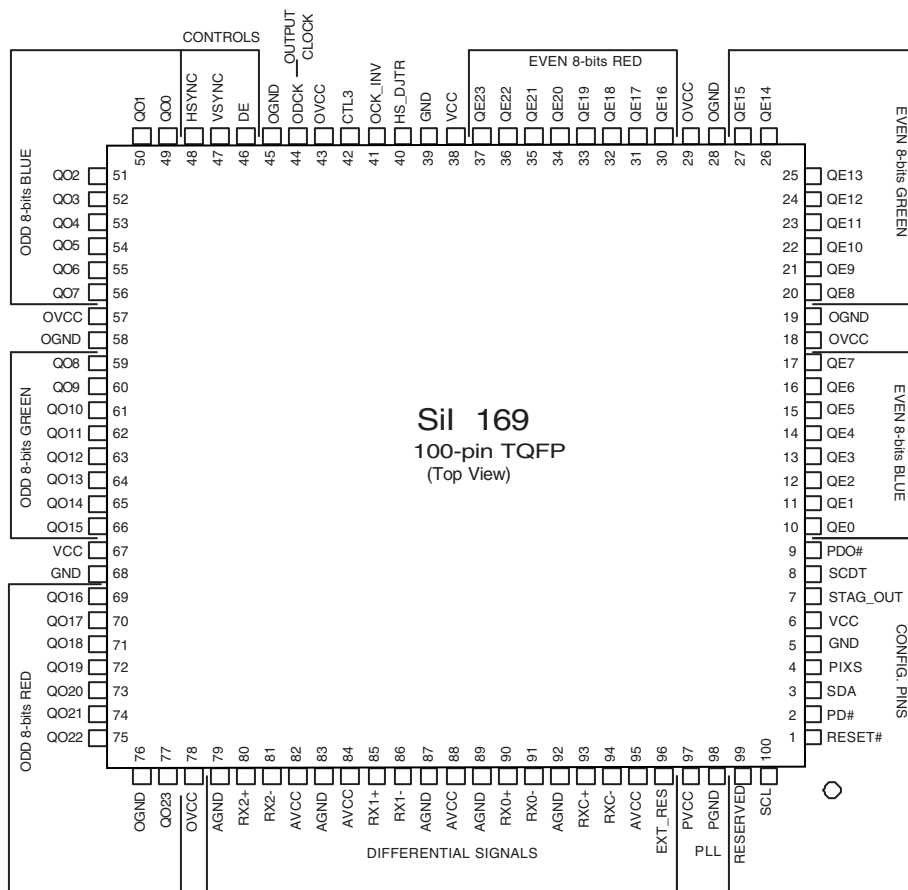 CONTROLS
OUTPUT
CLOCK
EVEN 8-bits RED
QO1
QO0
HSYNC
VSYNC
DE
OGND
ODCK
OVCC
CTL3
OCK_INV
HS_DJTR
GND
VCC
QE23
QE22
QE21
QE20
QE19
QE18
QE17
QE16
OVCC
OGND
QE15
QE14
50
49
48
47
46
45
44
43
42
41
40
39
38
37
36
35
34
33
32
31
30
29
28
27
26
ODD 8-bits BLUE
QO2 51
QO3 52
QO4 53
QO5 54
QO6 55
QO7 56
OVCC 57
OGND 58
ODD 8-bits GREEN
QO8 59
QO9 60
QO10 61
QO11 62
QO12 63
QO13 64
QO14 65
QO15 66
VCC 67
GND 68
ODD 8-bits RED
QO16 69
QO17 70
QO18 71
QO19 72
QO20 73
QO21 74
QO22 75
SiI 169
100-pin TQFP
(Top View)
25 QE13
24 QE12
23 QE11
22 QE10
21 QE9
20 QE8
EVEN 8-bits GREEN
19 OGND
18 OVCC
17 QE7
16 QE6
15 QE5
14 QE4
13 QE3
12 QE2
11 QE1
10 QE0
EVEN 8-bits BLUE
9 PDO#
8 SCDT
7 STAG_OUT
6 VCC
5 GND
4 PIXS
3 SDA
2 PD#
1 RESET#
CONFIG. PINS
76
77
78
79
80
81
82
83
84
85
86
87
88
89
90
91
92
93
94
95
96
97
98
99
100
OGND
QO23
OVCC
AGND
RX2+
RX2-
AVCC
AGND
AVCC
RX1+
RX1-
AGND
AVCC
AGND
RX0+
RX0-
AGND
RXC+
RXC-
AVCC
EXT_RES
PVCC
PGND
RESERVED
SCL
DIFFERENTIAL SIGNALS
PLL